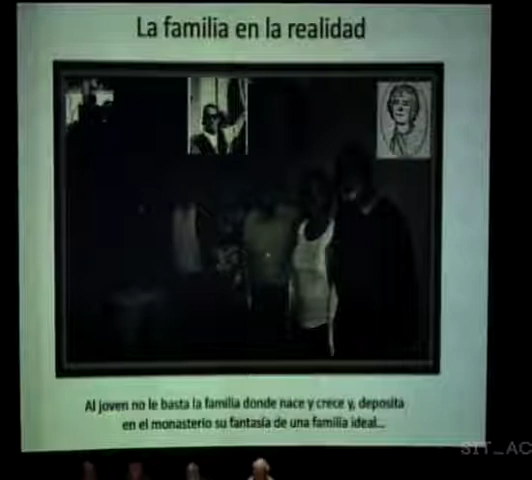 La familia en la realidad
Al joven no le basta la familia donde nace y crece y, deposita
en el monasterio su fantasía de una familia ideal...
SIT_AC